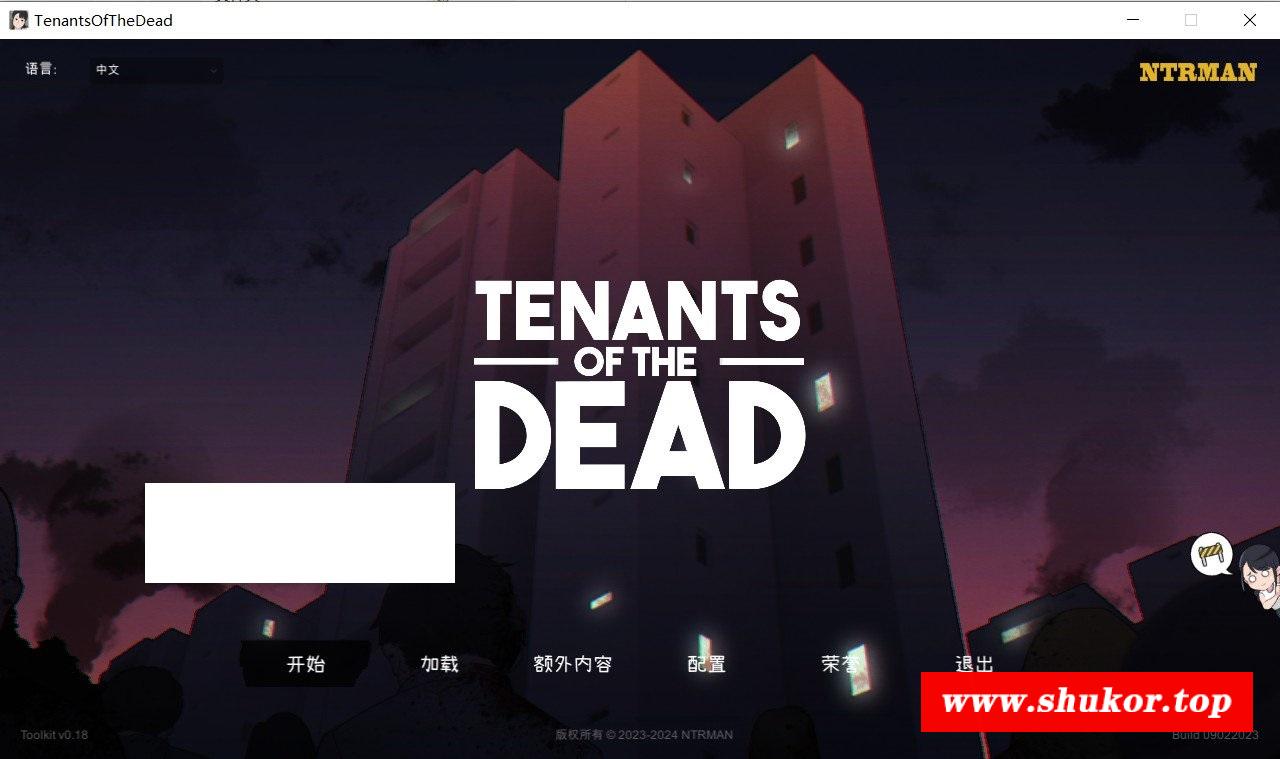 TenantsOfTheDead
语言:
中文
NTRMAN
TENANTS
OF THE
DEAD
开始
加载
额外内容
配置
荣誉
退出
www.shukor.top
Toolkit v0.18
版权所有 © 2023-2024 NTRMAN
Build 09022023